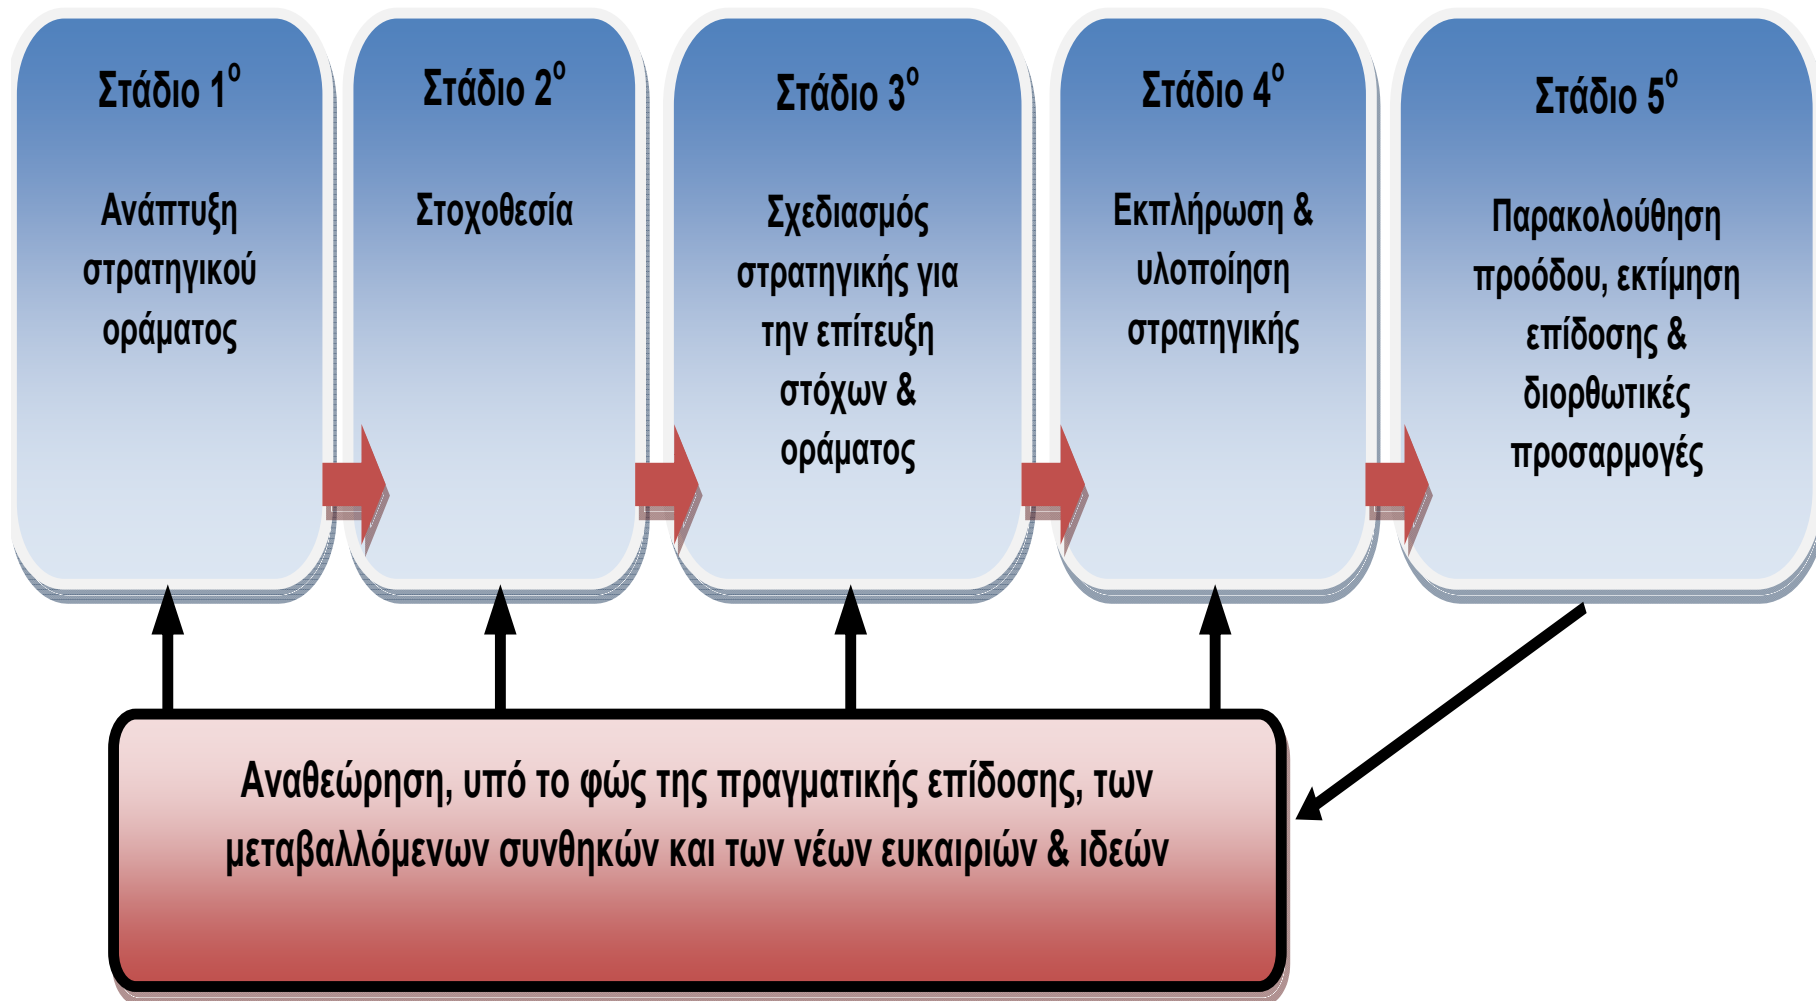 Στάδιο 1ο
Ανάπτυξη
στρατηγικού
οράματος
Στάδιο 2ο
Στοχοθεσία
Στάδιο 3ο
Σχεδιασμός
στρατηγικής για
την επίτευξη
στόχων &
οράματος
Στάδιο 4ο
Εκπλήρωση &
υλοποίηση
στρατηγικής
Στάδιο 5ο
Παρακολούθηση
προόδου, εκτίμηση
επίδοσης &
διορθωτικές
προσαρμογές
Αναθεώρηση, υπό το φώς της πραγματικής επίδοσης, των
μεταβαλλόμενων συνθηκών και των νέων ευκαιριών & ιδεών